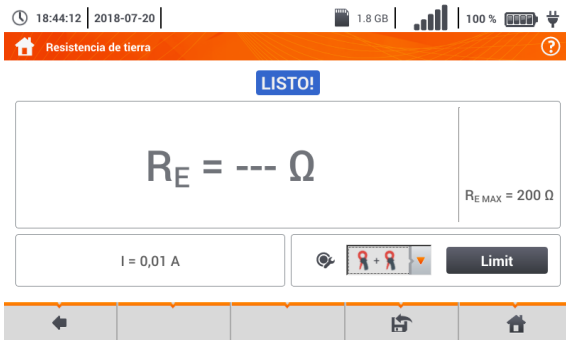 18:44:12 2018-07-20 1.8 GB 100 %
Resistencia de tierra ?
LISTO!
R_E = --- Ω
R_E MAX = 200 Ω
I = 0,01 A
+
Limit